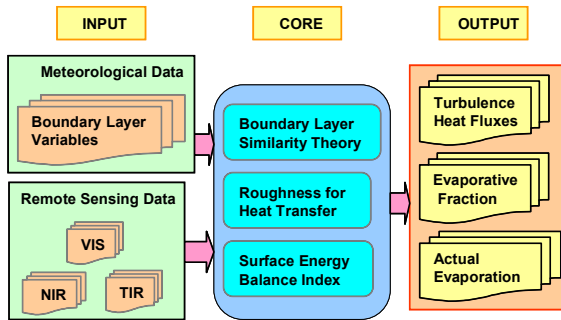 INPUT
CORE
OUTPUT
Meteorological Data
Boundary Layer
Variables
Remote Sensing Data
VIS
NIR
TIR
Boundary Layer
Similarity Theory
Roughness for
Heat Transfer
Surface Energy
Balance Index
Turbulence
Heat Fluxes
Evaporative
Fraction
Actual
Evaporation